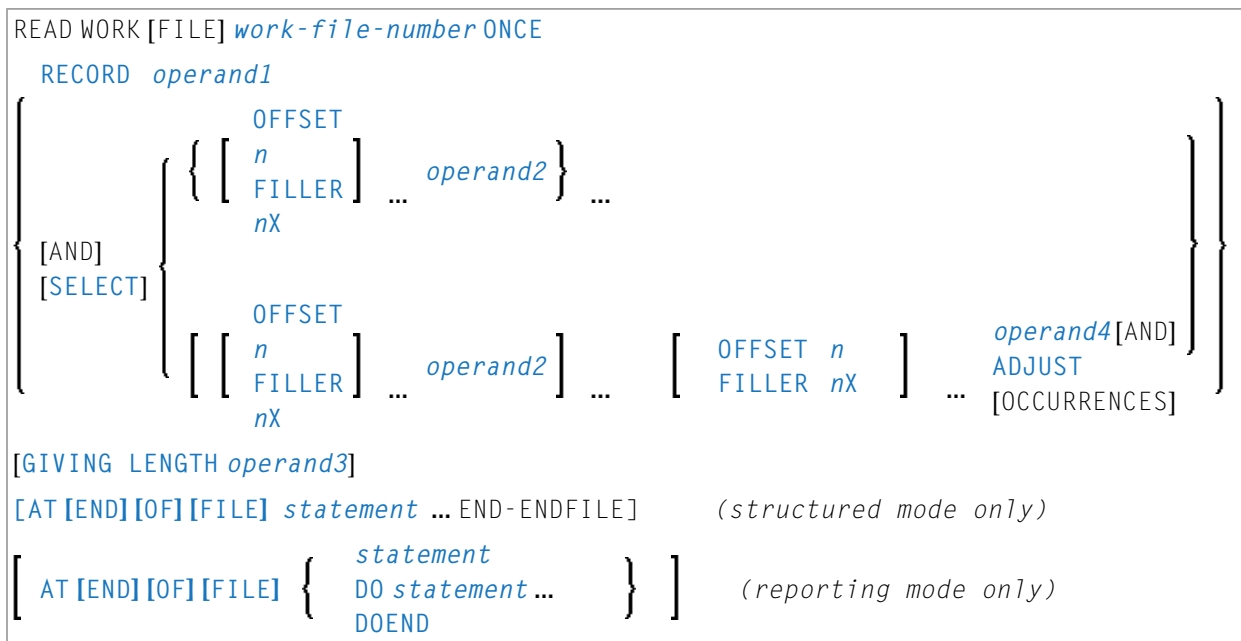 READ WORK [FILE] work-file-number ONCE
RECORD operand1
OFFSET
n
FILLER
nX
... operand2 ...
[AND]
[SELECT]
OFFSET
n
FILLER
nX
... operand2 ...
OFFSET n
FILLER nX
...
operand4 [AND]
ADJUST
[OCCURRENCES]
[GIVING LENGTH operand3]
[AT [END] [OF] [FILE] statement ... END-ENDFILE] (structured mode only)
AT [END] [OF] [FILE]
statement
DO statement ...
DOEND
(reporting mode only)